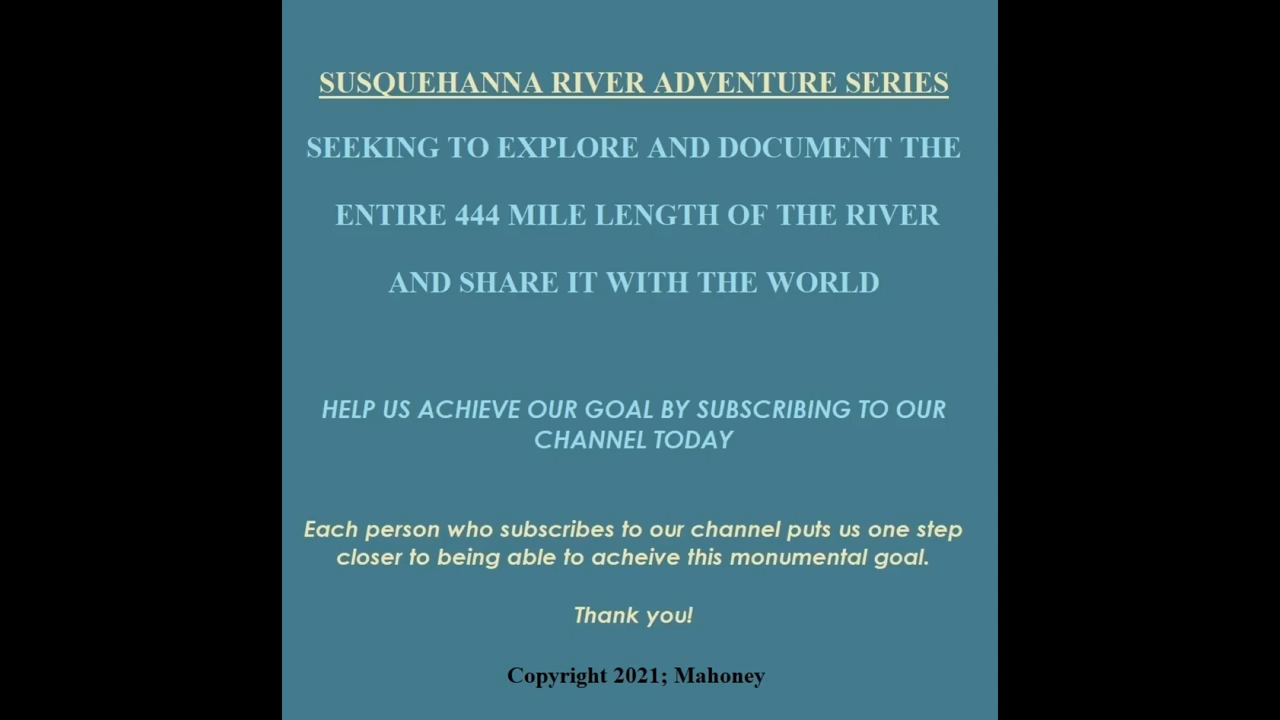 SUSQUEHANNA RIVER ADVENTURE SERIES
SEEKING TO EXPLORE AND DOCUMENT THE
ENTIRE 444 MILE LENGTH OF THE RIVER
AND SHARE IT WITH THE WORLD
HELP US ACHIEVE OUR GOAL BY SUBSCRIBING TO OUR
CHANNEL TODAY
Each person who subscribes to our channel puts us one step
closer to being able to acheive this monumental goal.
Thank you!
Copyright 2021; Mahoney